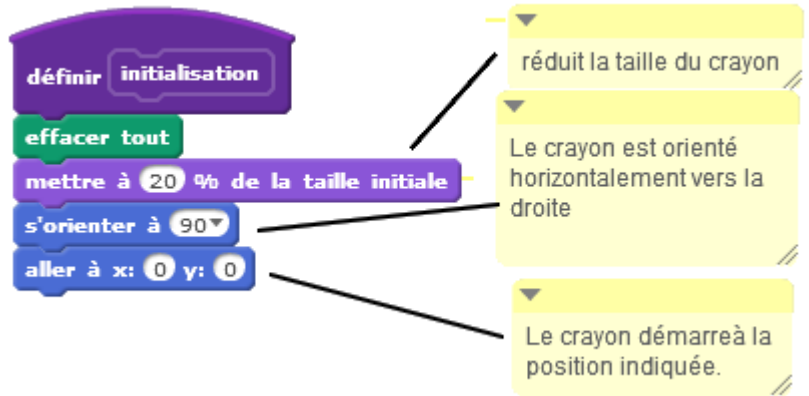 définir initialisation
effacer tout
mettre à 20 % de la taille initiale
s'orienter à 90
aller à x: 0 y: 0
réduit la taille du crayon
Le crayon est orienté
horizontalement vers la
droite
Le crayon démarreà la
position indiquée.